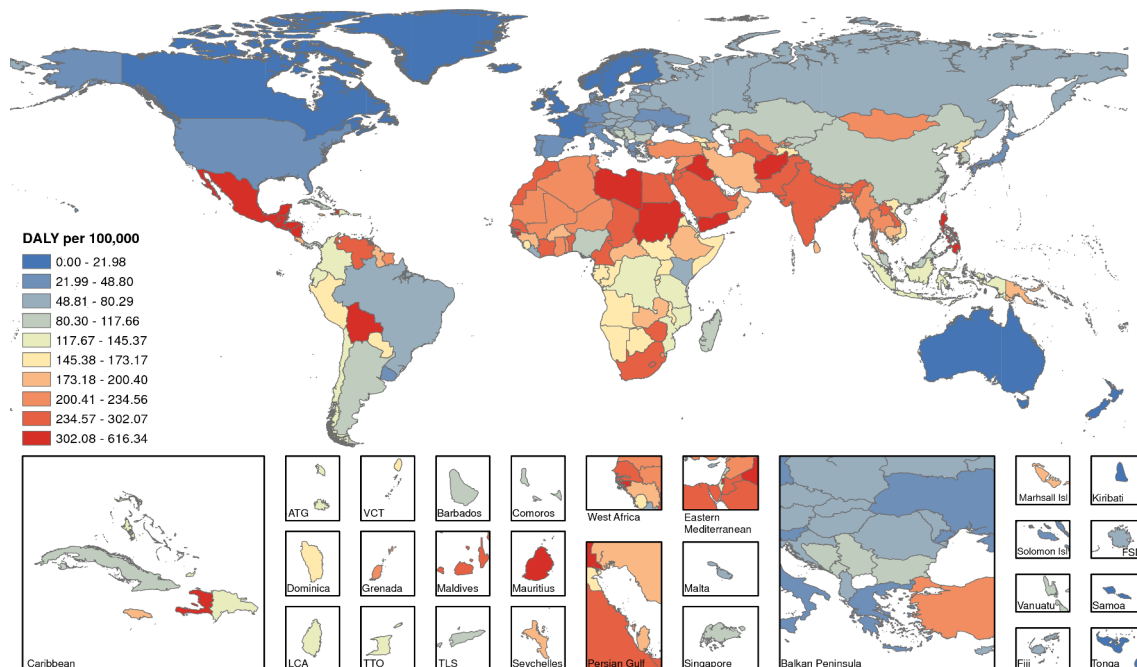 DALY per 100,000
0.00 - 21.98
21.99 - 48.80
48.81 - 80.29
80.30 - 117.66
117.67 - 145.37
145.38 - 173.17
173.18 - 200.40
200.41 - 234.56
234.57 - 302.07
302.08 - 616.34
ATG
VCT
Barbados
Comoros
West Africa
Eastern
Mediterranean
Marhsall Isl
Kiribati
Dominica
Grenada
Maldives
Mauritius
Malta
Solomon Isl
FSM
Vanuatu
Samoa
Caribbean
LCA
TTO
TLS
Seychelles
Persian Gulf
Singapore
Balkan Peninsula
Fiji
Tonga